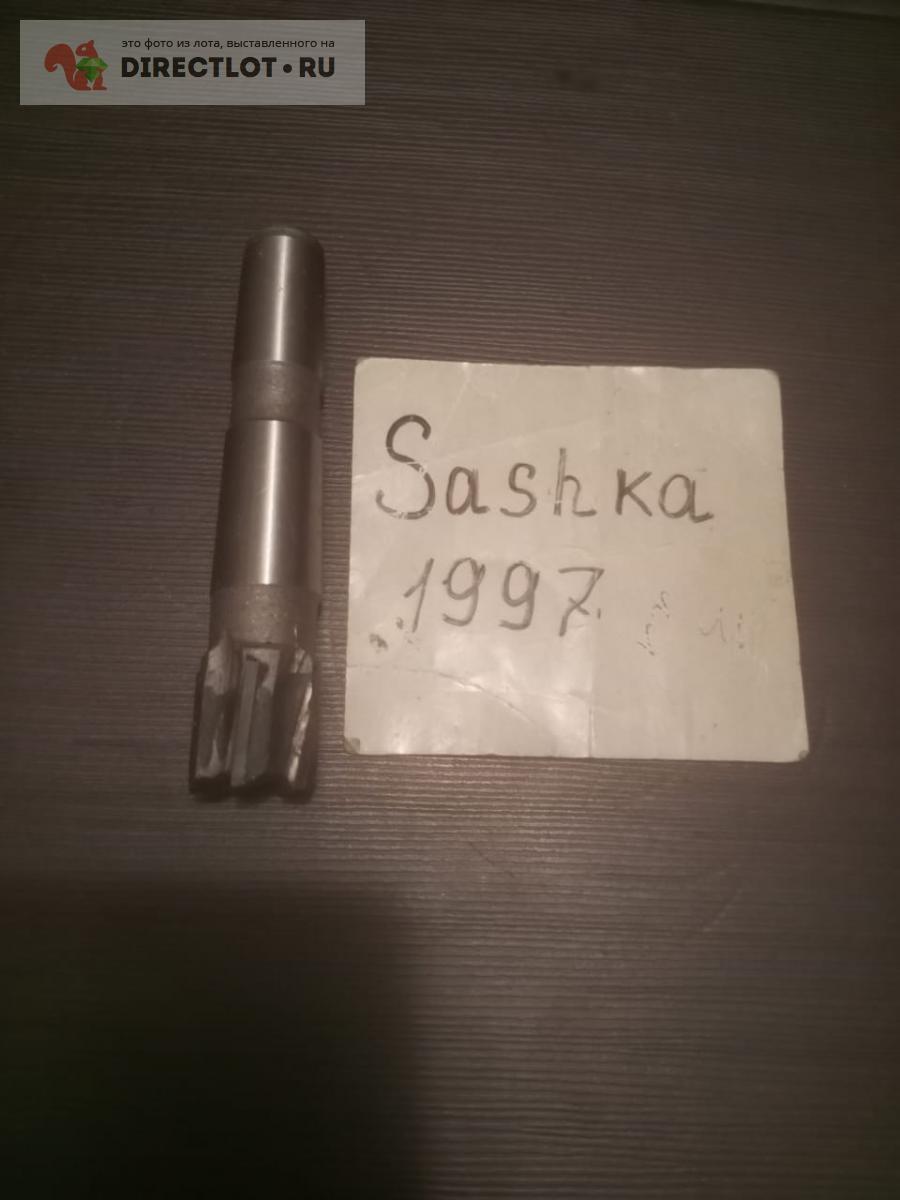 это фото из лота, выставленного на
DIRECTLOT•RU
Sashka
1997